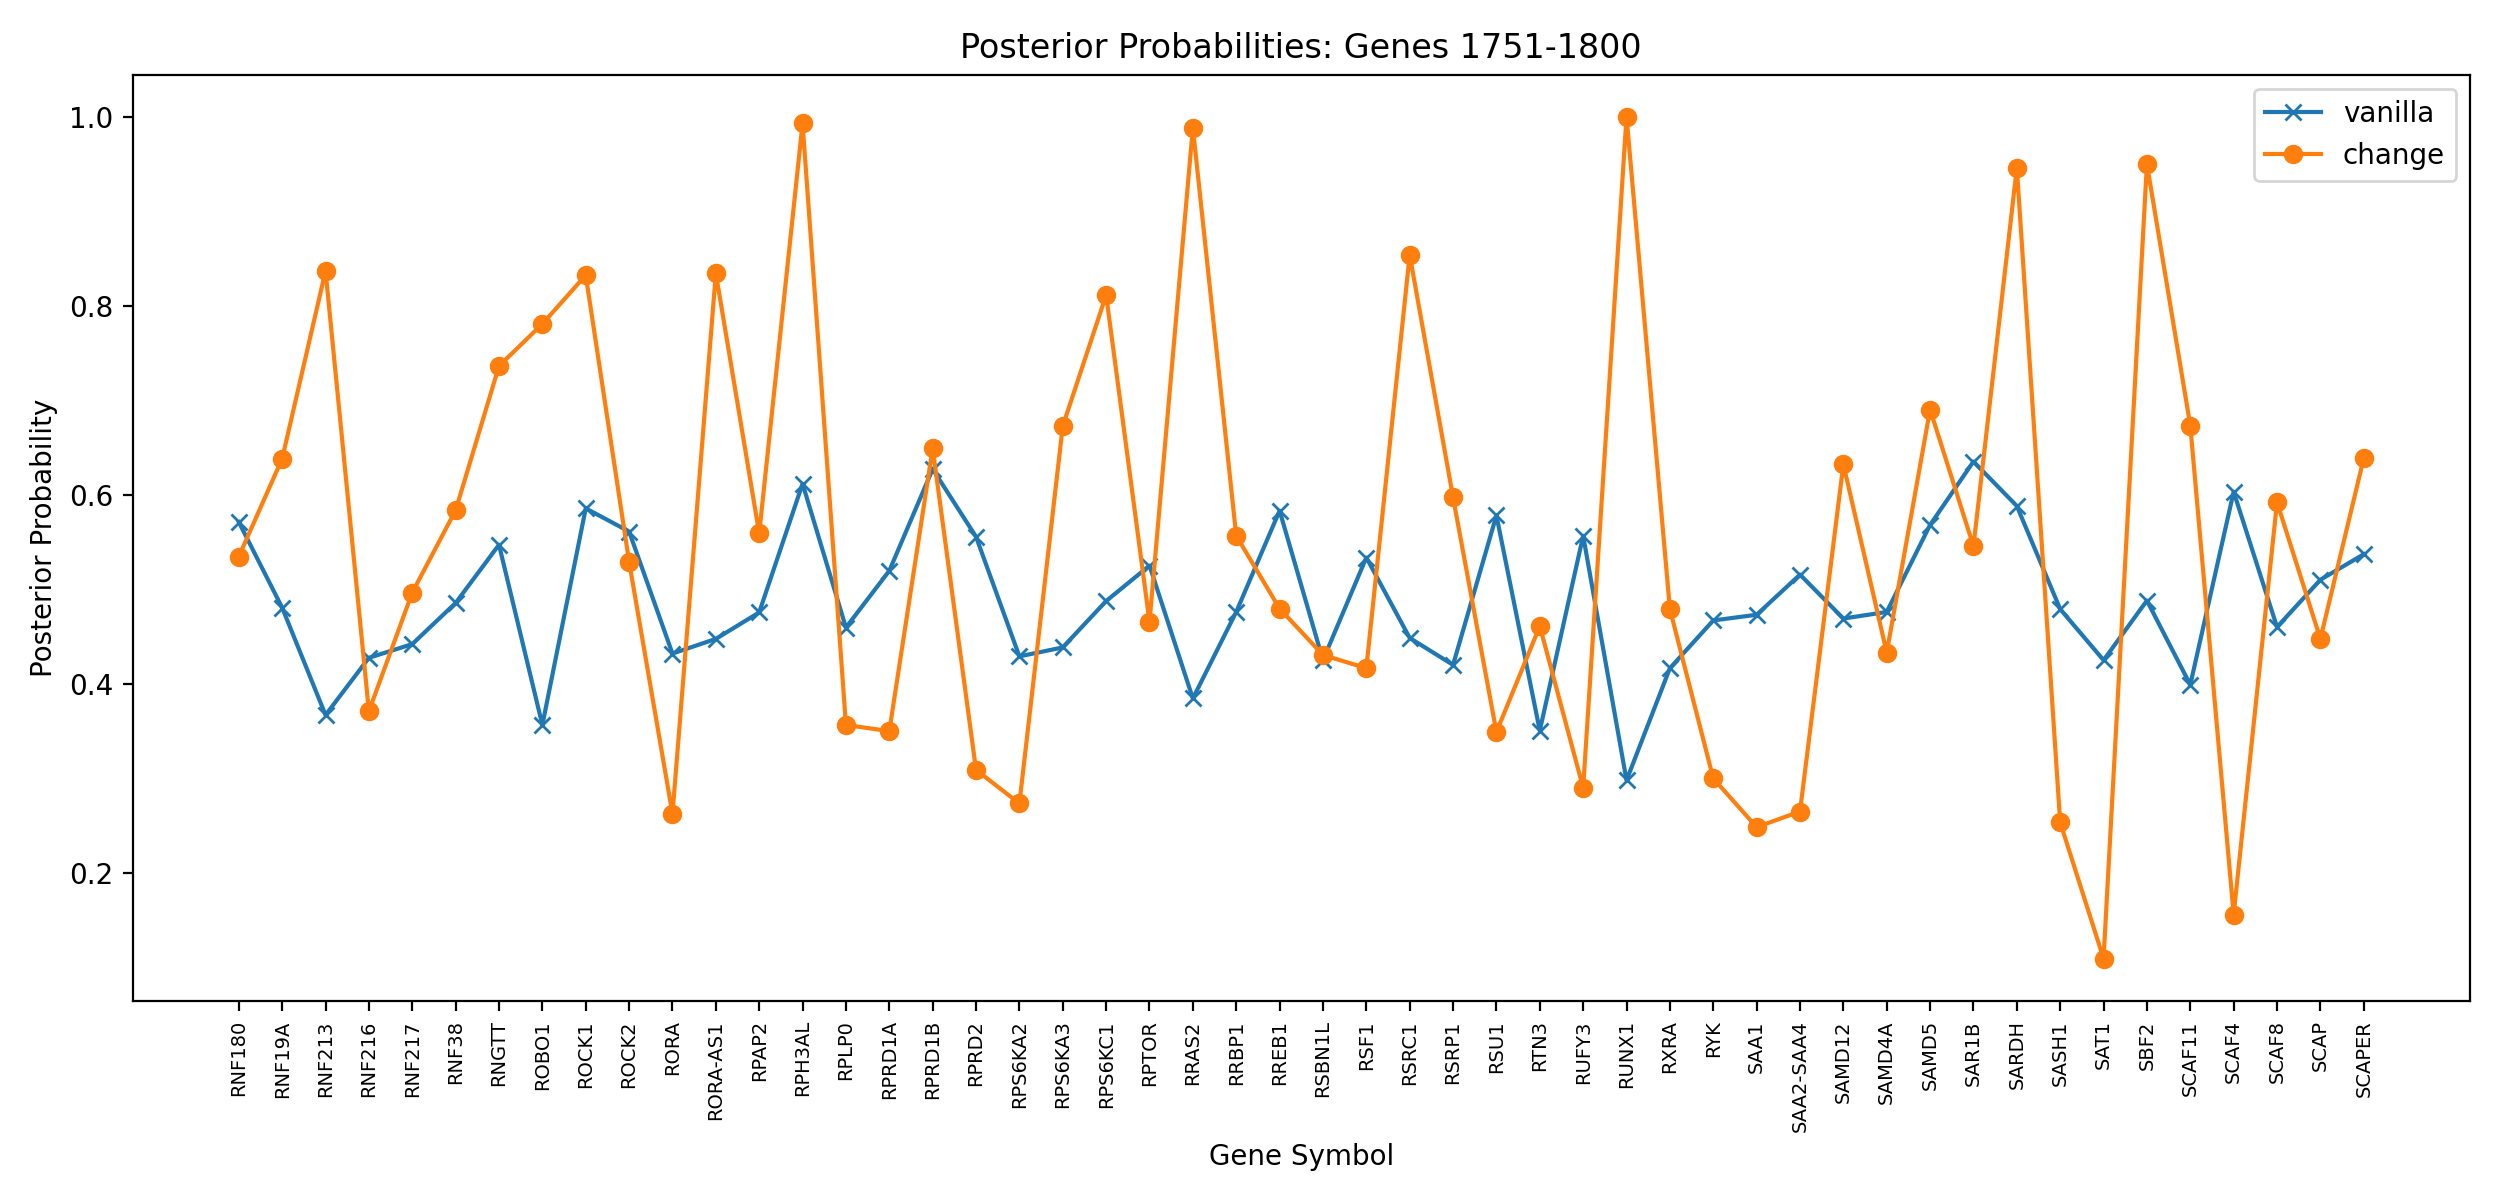 Posterior Probabilities: Genes 1751-1800
vanilla
change
Posterior Probability
1.0
0.8
0.6
0.4
0.2
RNF180
RNF19A
RNF213
RNF216
RNF217
RNF38
RNGTT
ROBO1
ROCK1
ROCK2
RORA
RORA-AS1
RPAP2
RPH3AL
RPLP0
RPRD1A
RPRD1B
RPRD2
RPS6KA2
RPS6KA3
RPS6KC1
RPTOR
RRAS2
RRBP1
RREB1
RSBN1L
RSF1
RSRC1
RSRP1
RSU1
RTN3
RUFY3
RUNX1
RXRA
RYK
SAA1
SAA2-SAA4
SAMD12
SAMD4A
SAMD5
SAR1B
SARDH
SASH1
SAT1
SBF2
SCAF11
SCAF4
SCAF8
SCAP
SCAPER
Gene Symbol